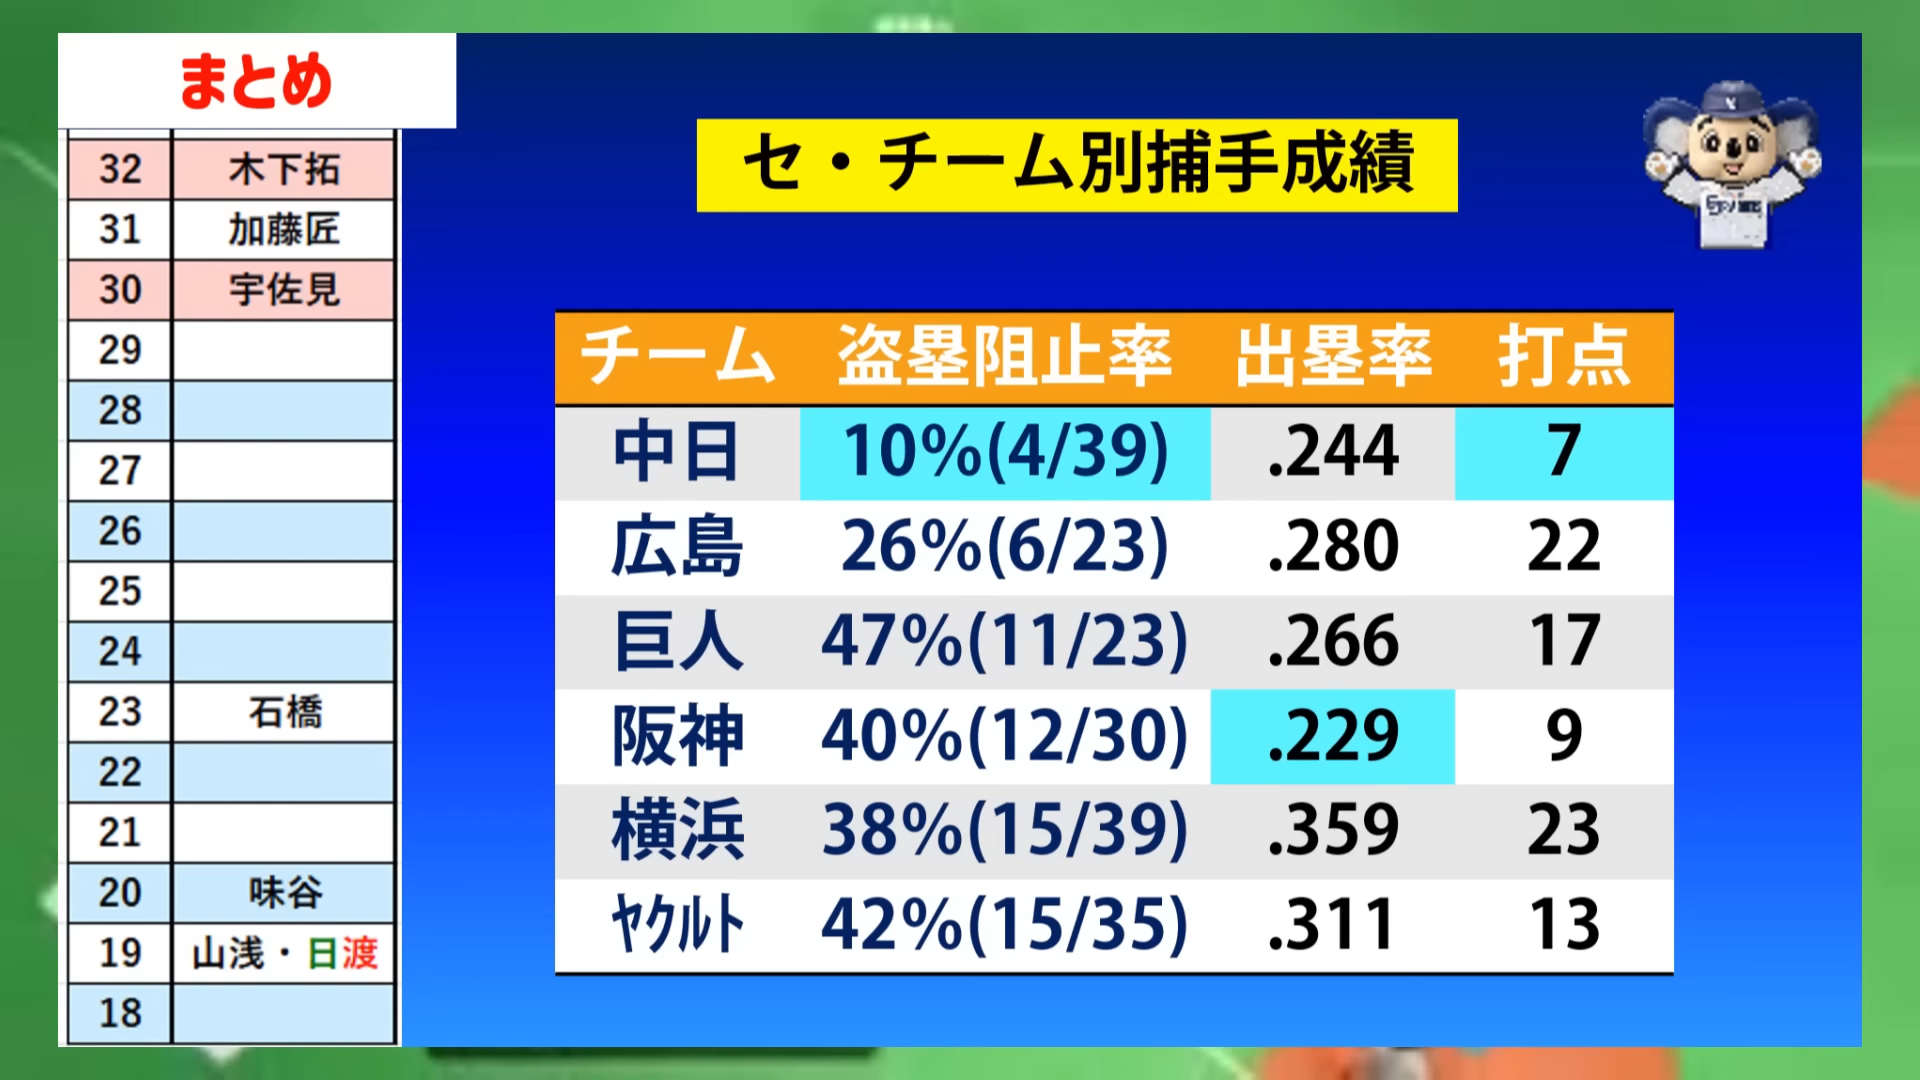 まとめ
32 木下拓
31 加藤匠
30 宇佐見
29
28
27
26
25
24
23 石橋
22
21
20 味谷
19 山浅・日渡
18
セ・チーム別捕手成績
チーム 盗塁阻止率 出塁率 打点
中日 10%(4/39) .244 7
広島 26%(6/23) .280 22
巨人 47%(11/23) .266 17
阪神 40%(12/30) .229 9
横浜 38%(15/39) .359 23
ﾔｸﾙﾄ 42%(15/35) .311 13